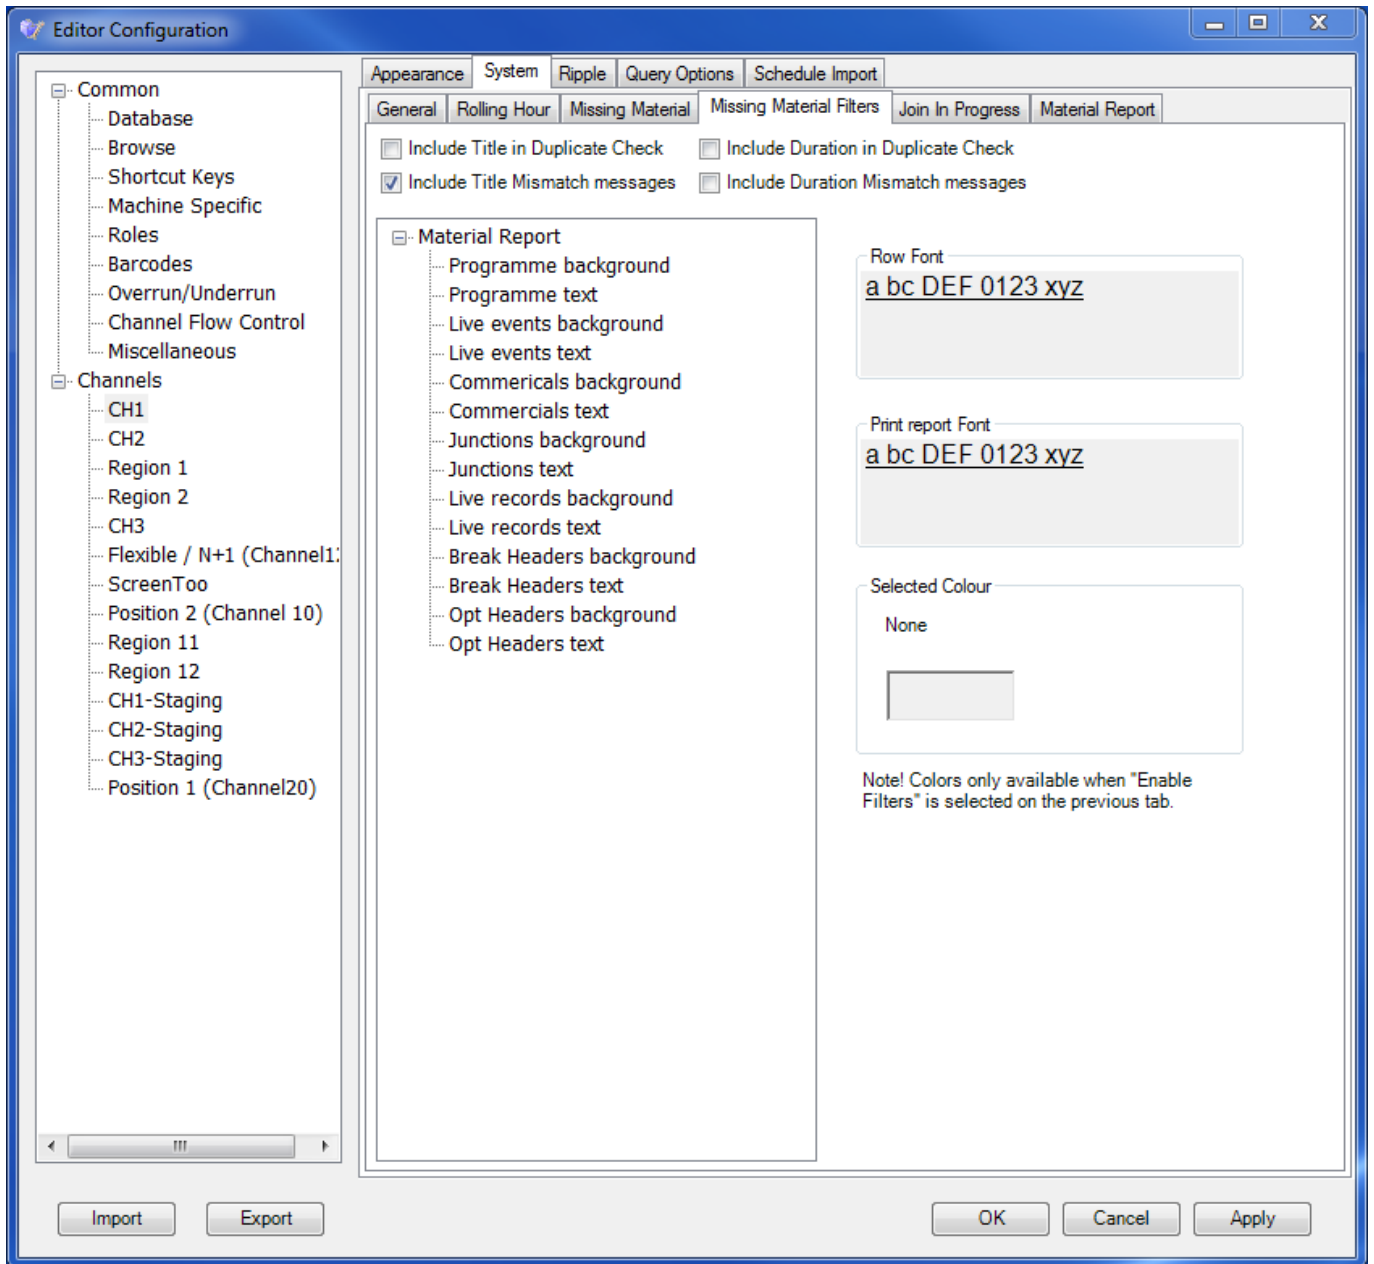 Editor Configuration
Common
Database
Browse
Shortcut Keys
Machine Specific
Roles
Barcodes
Overrun/Underrun
Channel Flow Control
Miscellaneous
Channels
CH1
CH2
Region 1
Region 2
CH3
Flexible / N+1 (Channel1
ScreenToo
Position 2 (Channel 10)
Region 11
Region 12
CH1-Staging
CH2-Staging
CH3-Staging
Position 1 (Channel20)
Appearance System Ripple Query Options Schedule Import
General Rolling Hour Missing Material Missing Material Filters Join In Progress Material Report
Include Title in Duplicate Check Include Duration in Duplicate Check
Include Title Mismatch messages Include Duration Mismatch messages
Material Report
Programme background
Programme text
Live events background
Live events text
Commericals background
Commercials text
Junctions background
Junctions text
Live records background
Live records text
Break Headers background
Break Headers text
Opt Headers background
Opt Headers text
Row Font
a bc DEF 0123 xyz
Print report Font
a bc DEF 0123 xyz
Selected Colour
None
Note! Colors only available when "Enable
Filters" is selected on the previous tab.
Import Export OK Cancel Apply